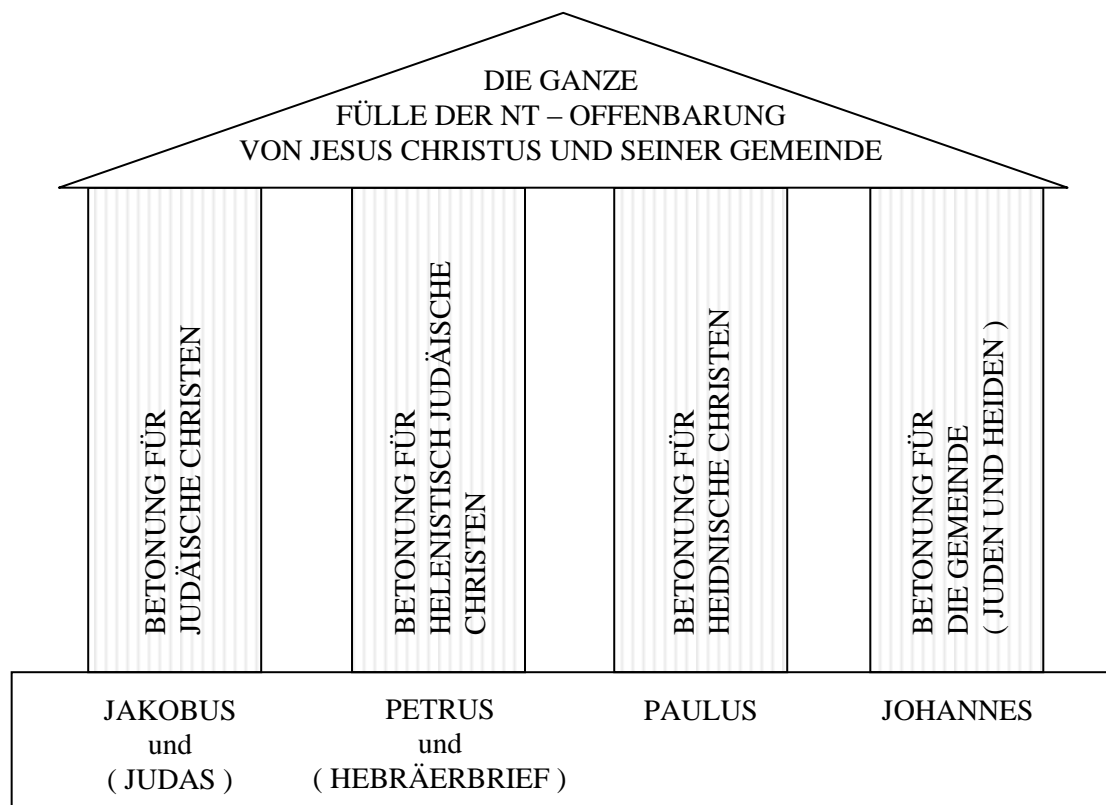 DIE GANZE
FÜLLE DER NT – OFFENBARUNG
VON JESUS CHRISTUS UND SEINER GEMEINDE
BETONUNG FÜR
JUDÄISCHE CHRISTEN
BETONUNG FÜR
HELENISTISCH JUDÄISCHE
CHRISTEN
BETONUNG FÜR
HEIDNISCHE CHRISTEN
BETONUNG FÜR
DIE GEMEINDE
( JUDEN UND HEIDEN )
JAKOBUS
und
( JUDAS )
PETRUS
und
( HEBRÄERBRIEF )
PAULUS
JOHANNES